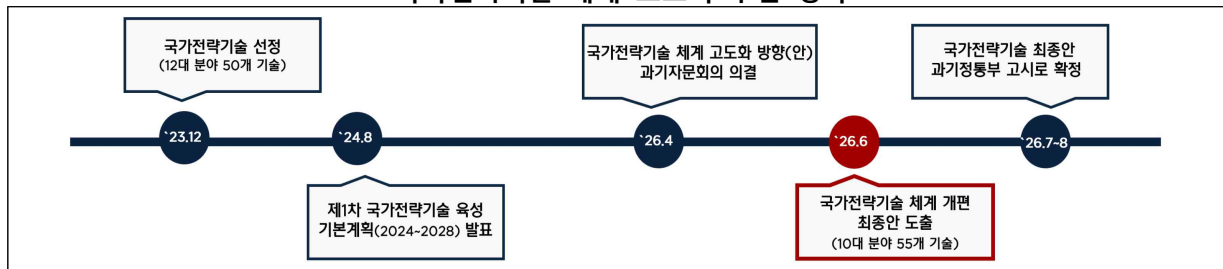 국가전략기술 선정
(12대 분야 50개 기술)
`23.12
`24.8
제1차 국가전략기술 육성
기본계획(2024~2028) 발표
국가전략기술 체계 고도화 방향(안)
과기자문회의 의결
`26.4
`26.6
국가전략기술 체계 개편
최종안 도출
(10대 분야 55개 기술)
국가전략기술 최종안
과기정통부 고시로 확정
`26.7~8